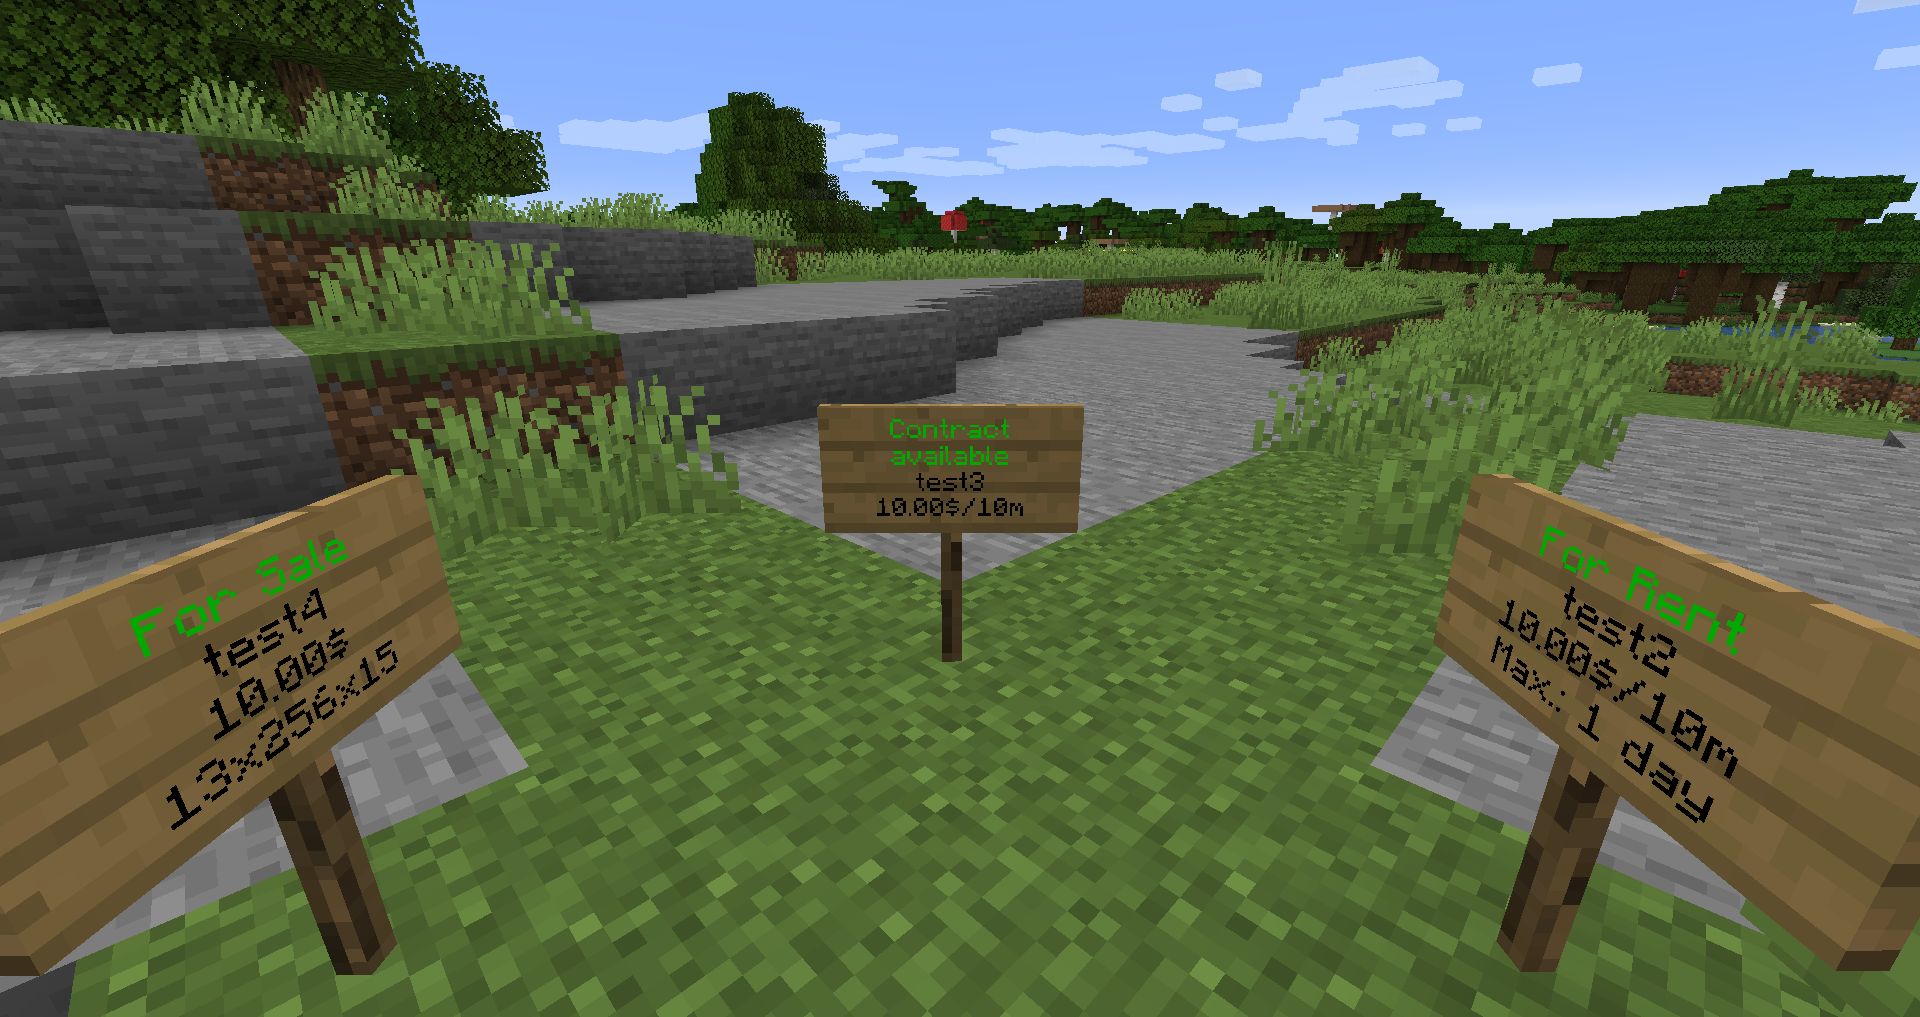 For Sale
test4
10.00$
13x256x15
Contract
available
test3
10.00$/10m
For Rent
test2
10.00$/10m
Max.: 1 day